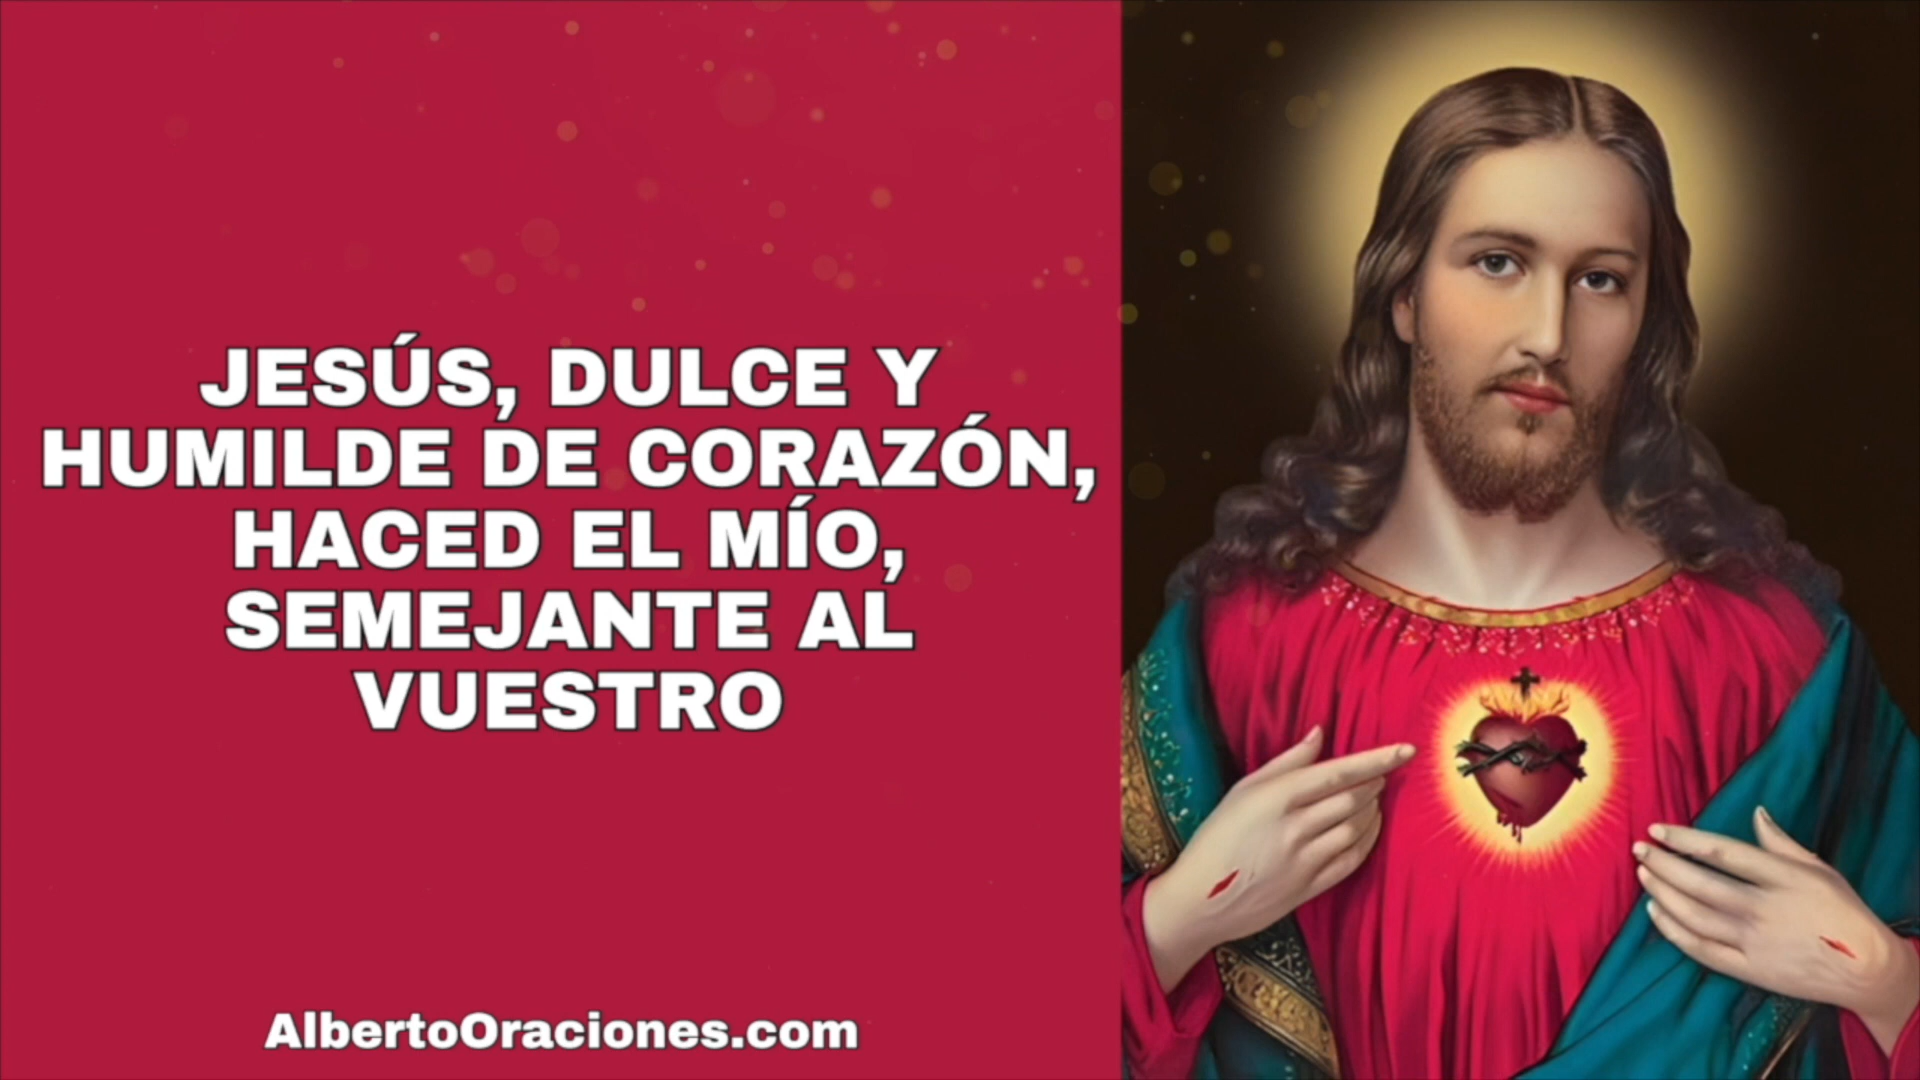 JESÚS, DULCE Y
HUMILDE DE CORAZÓN,
HACED EL MÍO,
SEMEJANTE AL
VUESTRO
AlbertoOraciones.com